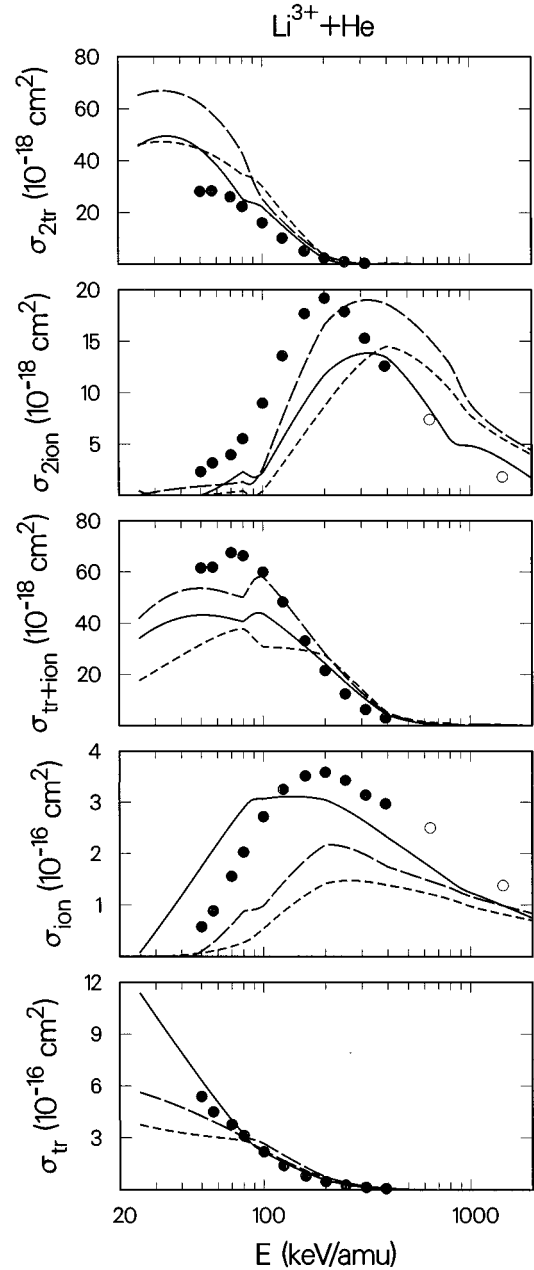 Li³⁺+He
σ₂tr (10⁻¹⁸ cm²)
80
60
40
20
σ₂ion (10⁻¹⁸ cm²)
20
15
10
5
σtr+ion (10⁻¹⁸ cm²)
80
60
40
20
σion (10⁻¹⁶ cm²)
4
3
2
1
σtr (10⁻¹⁶ cm²)
12
9
6
3
20 100 1000
E (keV/amu)